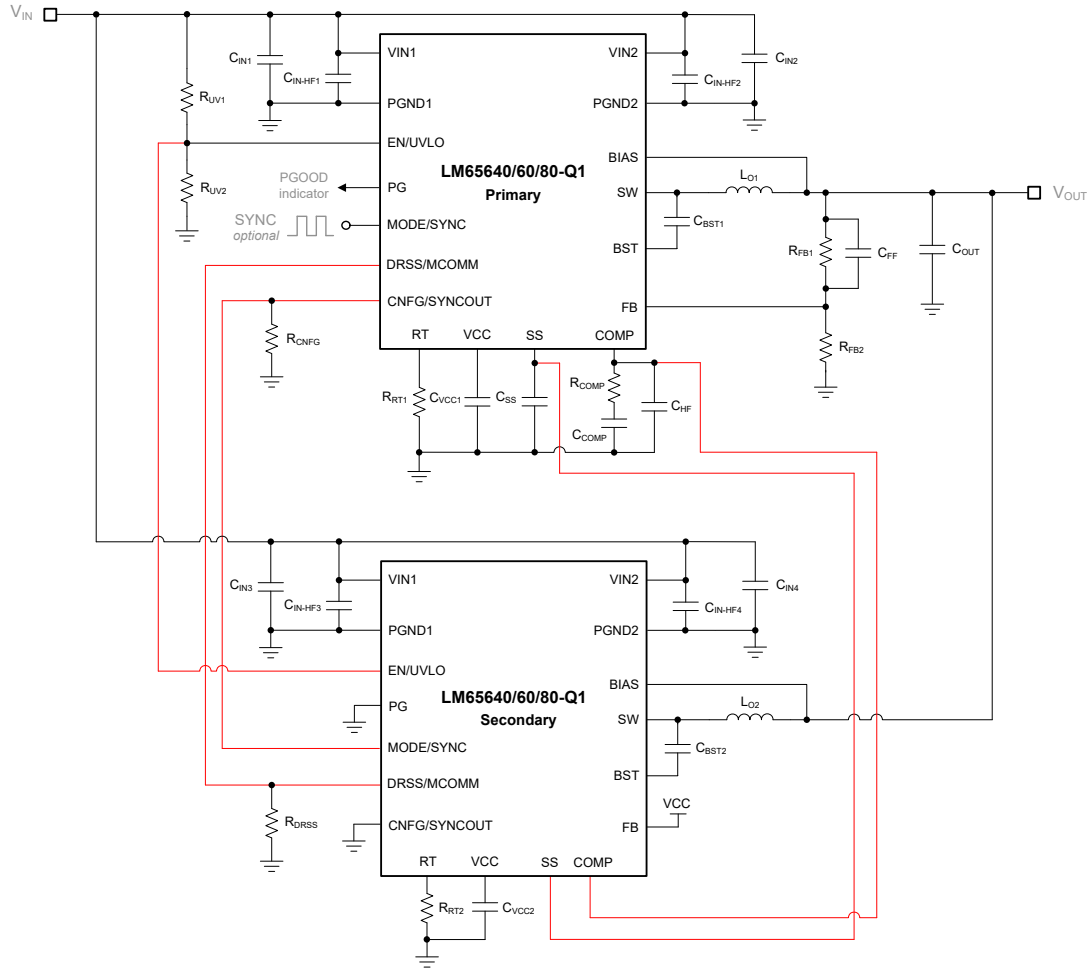 VIN
VIN1
VIN2
CIN1
CIN-HF1
CIN-HF2
CIN2
RUV1
PGND1
PGND2
EN/UVLO
BIAS
LM65640/60/80-Q1
Primary
RUV2
PGOOD
indicator
PG
SW
LO1
VOUT
SYNC
optional
MODE/SYNC
CBST1
BST
RFB1
CFF
COUT
DRSS/MCOMM
CNFG/SYNCOUT
FB
RCNFG
RT
VCC
SS
COMP
RFB2
RRT1
CVCC1
CSS
RCOMP
CHF
CCOMP
VIN1
VIN2
CIN3
CIN-HF3
CIN-HF4
CIN4
PGND1
PGND2
EN/UVLO
BIAS
LM65640/60/80-Q1
Secondary
PG
SW
LO2
MODE/SYNC
CBST2
BST
DRSS/MCOMM
VCC
RDRSS
CNFG/SYNCOUT
FB
RT
VCC
SS
COMP
RRT2
CVCC2